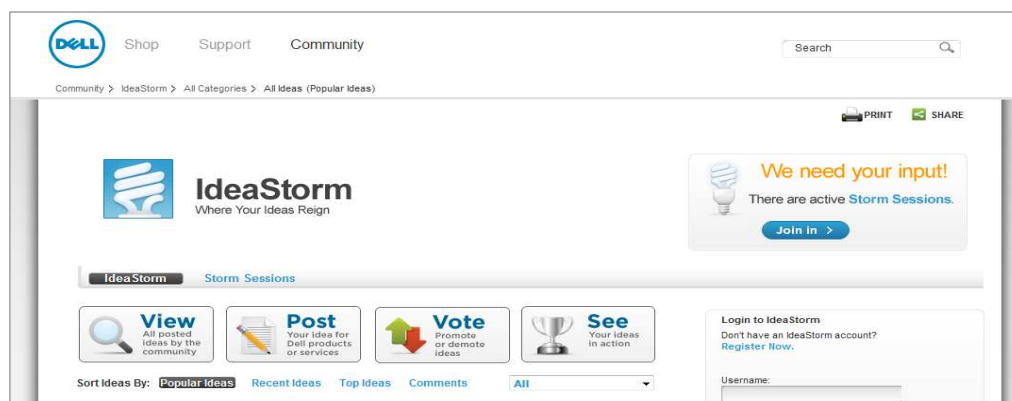 DELL Shop Support Community Search
Community > IdeaStorm > All Categories > All Ideas (Popular Ideas)
PRINT SHARE
IdeaStorm
Where Your Ideas Reign
We need your input!
There are active Storm Sessions.
Join in >
IdeaStorm Storm Sessions
View
All posted
ideas by the
community
Post
Your idea for
Dell products
or services
Vote
Promote
or demote
ideas
See
Your ideas
in action
Sort Ideas By: Popular Ideas Recent Ideas Top Ideas Comments All
Login to IdeaStorm
Don't have an IdeaStorm account?
Register Now.
Username: